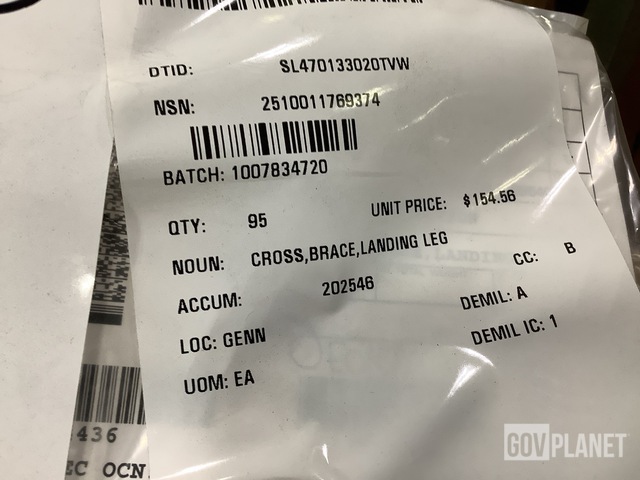 DTID: SL470133020TVW
NSN: 2510011769374
BATCH: 1007834720
QTY: 95 UNIT PRICE: $154.56
NOUN: CROSS,BRACE,LANDING LEG CC: B
ACCUM: 202546 DEMIL: A
LOC: GENN DEMIL IC: 1
UOM: EA
436
EC OCN
GOVPLANET